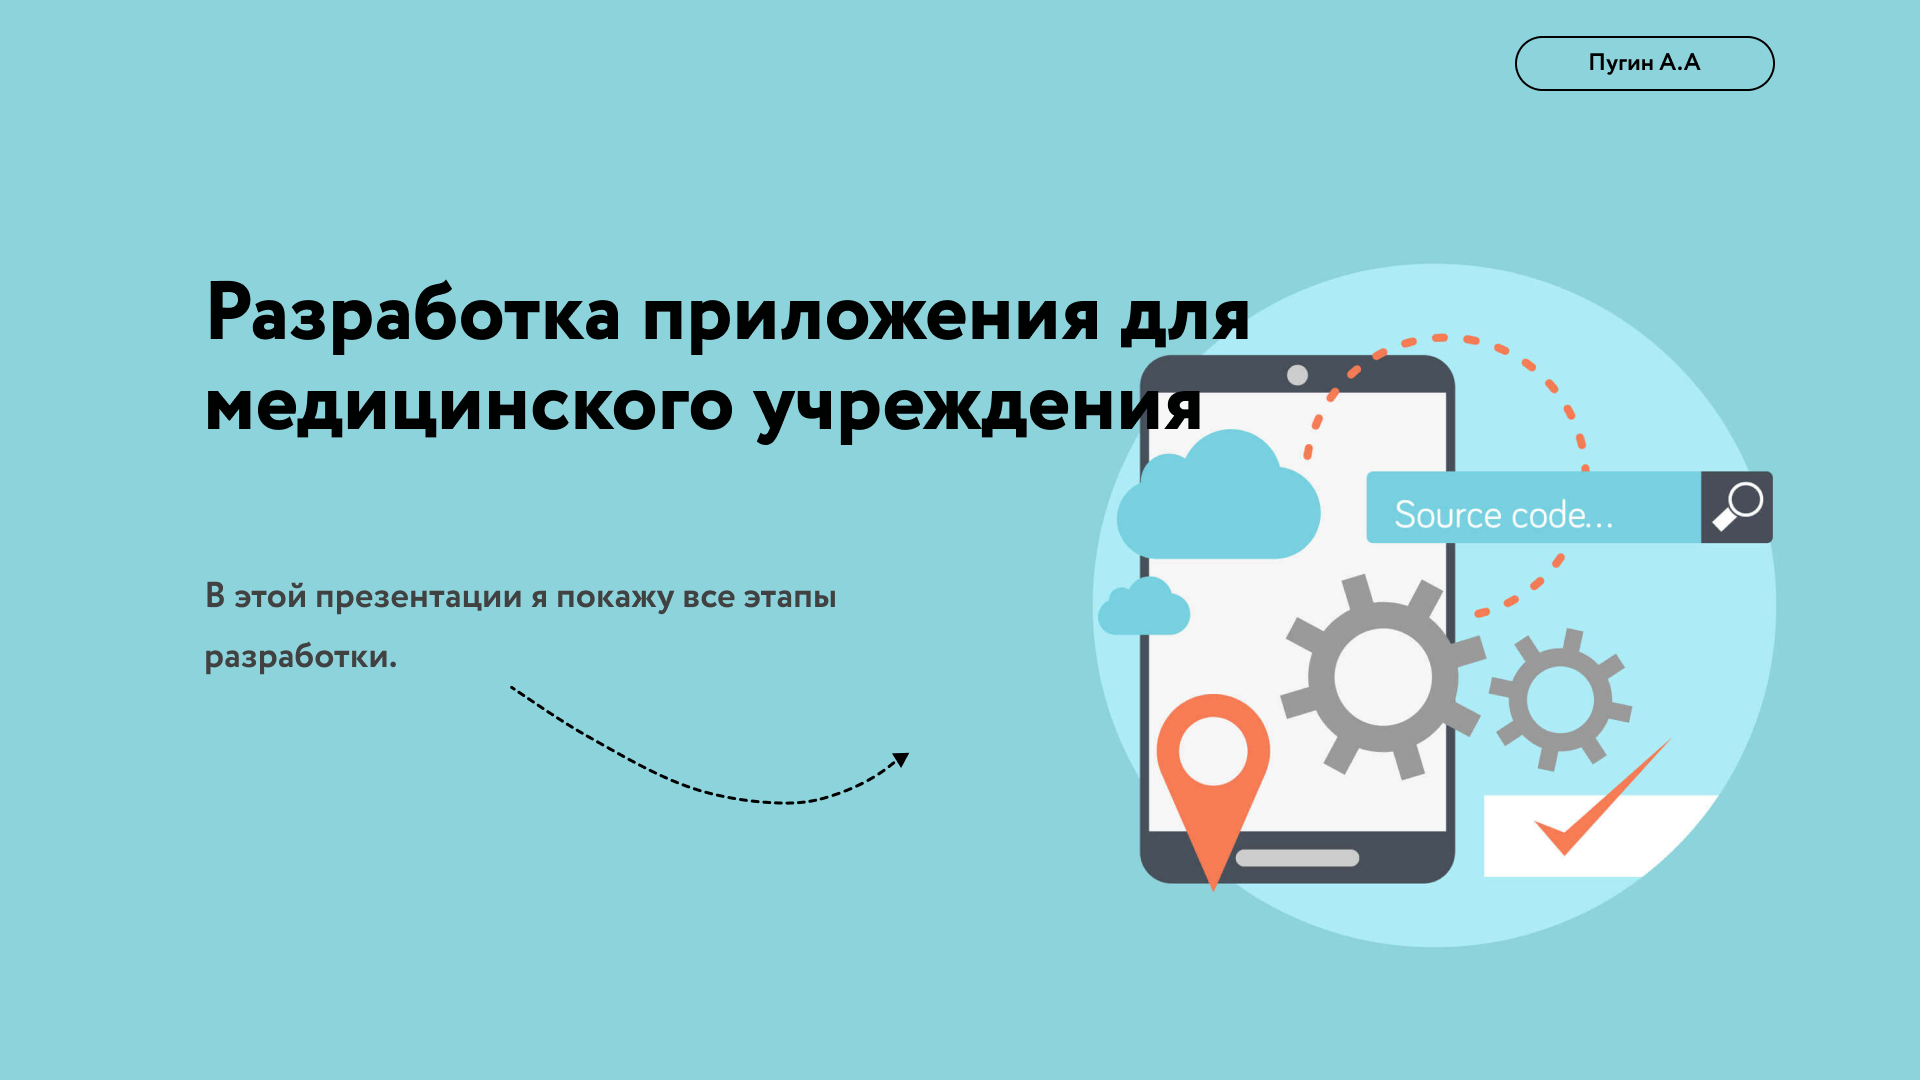 Пугин А.А
Разработка приложения для
медицинского учреждения
Source code...
В этой презентации я покажу все этапы
разработки.